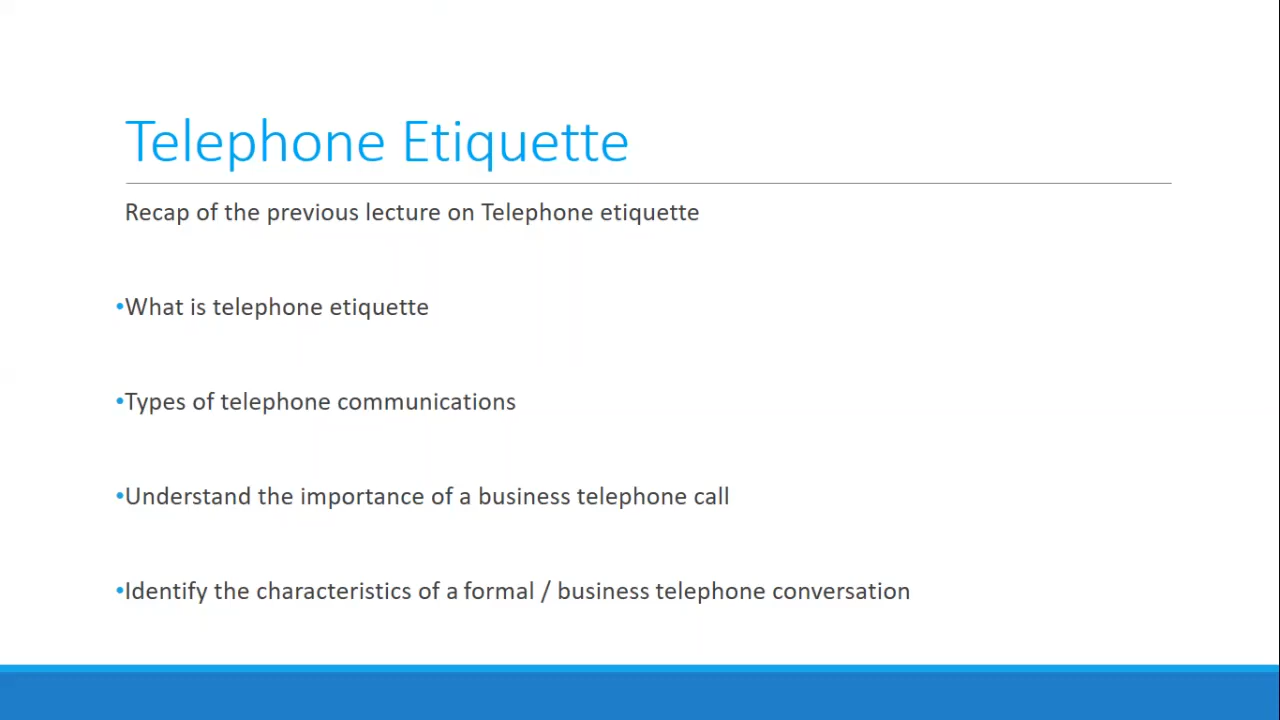 Telephone Etiquette
Recap of the previous lecture on Telephone etiquette
•What is telephone etiquette
•Types of telephone communications
•Understand the importance of a business telephone call
•Identify the characteristics of a formal / business telephone conversation